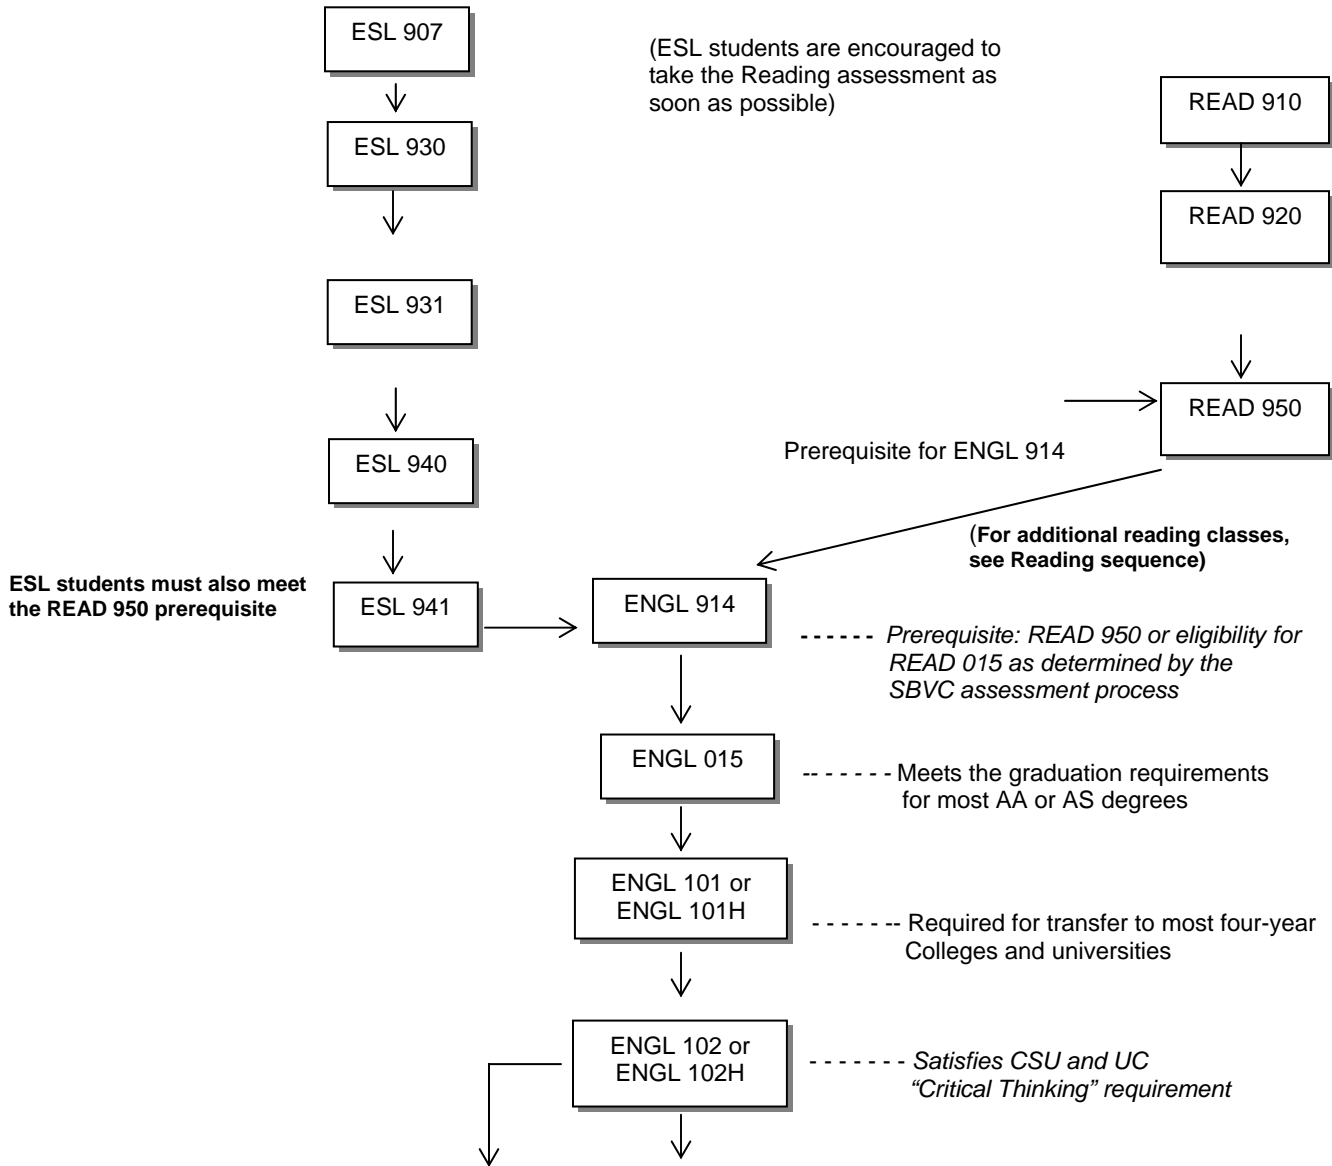 ESL 907
(ESL students are encouraged to
take the Reading assessment as
soon as possible)
READ 910
ESL 930
READ 920
ESL 931
READ 950
Prerequisite for ENGL 914
ESL 940
(For additional reading classes,
see Reading sequence)
ESL students must also meet
the READ 950 prerequisite
ESL 941
ENGL 914
------ Prerequisite: READ 950 or eligibility for
READ 015 as determined by the
SBVC assessment process
ENGL 015
-- - - - - - Meets the graduation requirements
for most AA or AS degrees
ENGL 101 or
ENGL 101H
- - - - - -- Required for transfer to most four-year
Colleges and universities
ENGL 102 or
ENGL 102H
- - - - - - - Satisfies CSU and UC
“Critical Thinking” requirement